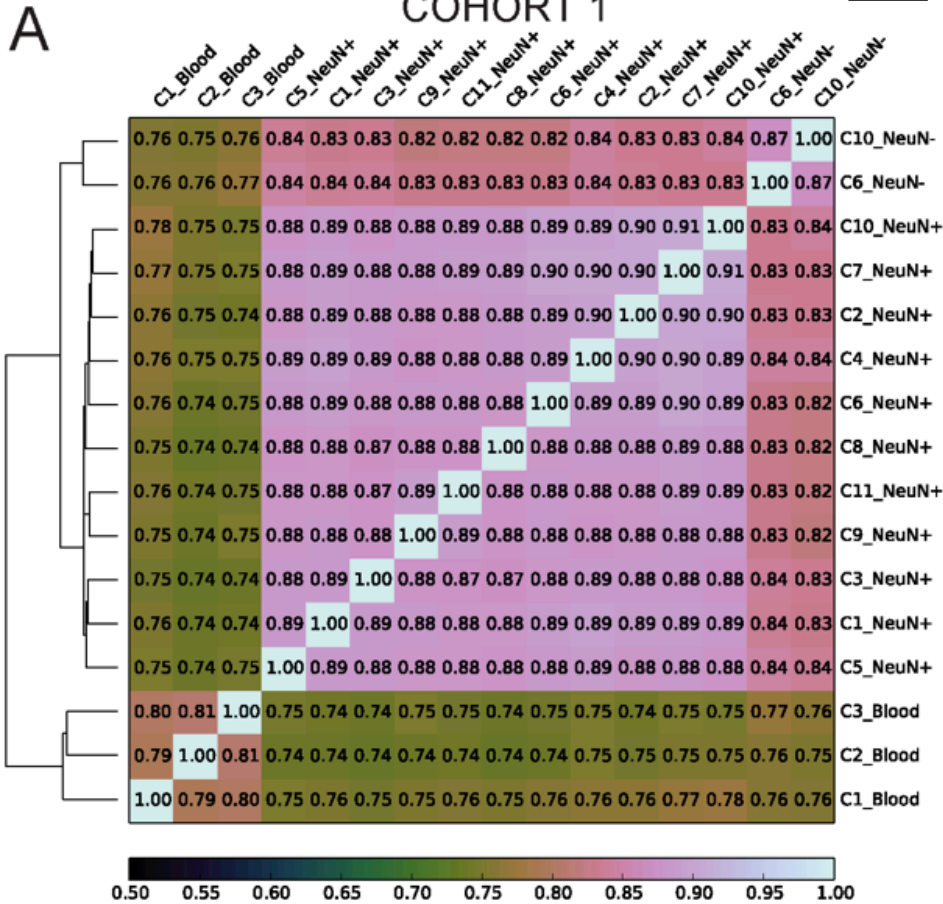 COHORT 1
A
C1_Blood C2_Blood C3_Blood C5_NeuN+ C1_NeuN+ C3_NeuN+ C9_NeuN+ C11_NeuN+ C8_NeuN+ C6_NeuN+ C4_NeuN+ C2_NeuN+ C7_NeuN+ C10_NeuN+ C6_NeuN- C10_NeuN-
0.76 0.75 0.76 0.84 0.83 0.83 0.82 0.82 0.82 0.82 0.84 0.83 0.83 0.84 0.87 1.00 C10_NeuN-
0.76 0.76 0.77 0.84 0.84 0.84 0.83 0.83 0.83 0.83 0.84 0.83 0.83 0.83 1.00 0.87 C6_NeuN-
0.78 0.75 0.75 0.88 0.89 0.88 0.88 0.89 0.88 0.89 0.89 0.90 0.91 1.00 0.83 0.84 C10_NeuN+
0.77 0.75 0.75 0.88 0.89 0.88 0.88 0.89 0.89 0.90 0.90 0.90 1.00 0.91 0.83 0.83 C7_NeuN+
0.76 0.75 0.74 0.88 0.89 0.88 0.88 0.88 0.88 0.89 0.90 1.00 0.90 0.90 0.83 0.83 C2_NeuN+
0.76 0.75 0.75 0.89 0.89 0.89 0.88 0.88 0.88 0.89 1.00 0.90 0.90 0.89 0.84 0.84 C4_NeuN+
0.76 0.74 0.75 0.88 0.89 0.88 0.88 0.88 0.88 1.00 0.89 0.89 0.90 0.89 0.83 0.82 C6_NeuN+
0.75 0.74 0.74 0.88 0.88 0.87 0.88 0.88 1.00 0.88 0.88 0.88 0.89 0.88 0.83 0.82 C8_NeuN+
0.76 0.74 0.75 0.88 0.88 0.87 0.89 1.00 0.88 0.88 0.88 0.88 0.89 0.89 0.83 0.82 C11_NeuN+
0.75 0.74 0.75 0.88 0.88 0.88 1.00 0.89 0.88 0.88 0.88 0.88 0.88 0.88 0.83 0.82 C9_NeuN+
0.75 0.74 0.74 0.88 0.89 1.00 0.88 0.87 0.87 0.88 0.89 0.88 0.88 0.88 0.84 0.83 C3_NeuN+
0.76 0.74 0.74 0.89 1.00 0.89 0.88 0.88 0.88 0.89 0.89 0.89 0.89 0.89 0.84 0.83 C1_NeuN+
0.75 0.74 0.75 1.00 0.89 0.88 0.88 0.88 0.88 0.88 0.89 0.88 0.88 0.88 0.84 0.84 C5_NeuN+
0.80 0.81 1.00 0.75 0.74 0.74 0.75 0.75 0.74 0.75 0.75 0.74 0.75 0.75 0.77 0.76 C3_Blood
0.79 1.00 0.81 0.74 0.74 0.74 0.74 0.74 0.74 0.74 0.75 0.75 0.75 0.75 0.76 0.75 C2_Blood
1.00 0.79 0.80 0.75 0.76 0.75 0.75 0.76 0.75 0.76 0.76 0.76 0.77 0.78 0.76 0.76 C1_Blood
0.50 0.55 0.60 0.65 0.70 0.75 0.80 0.85 0.90 0.95 1.00